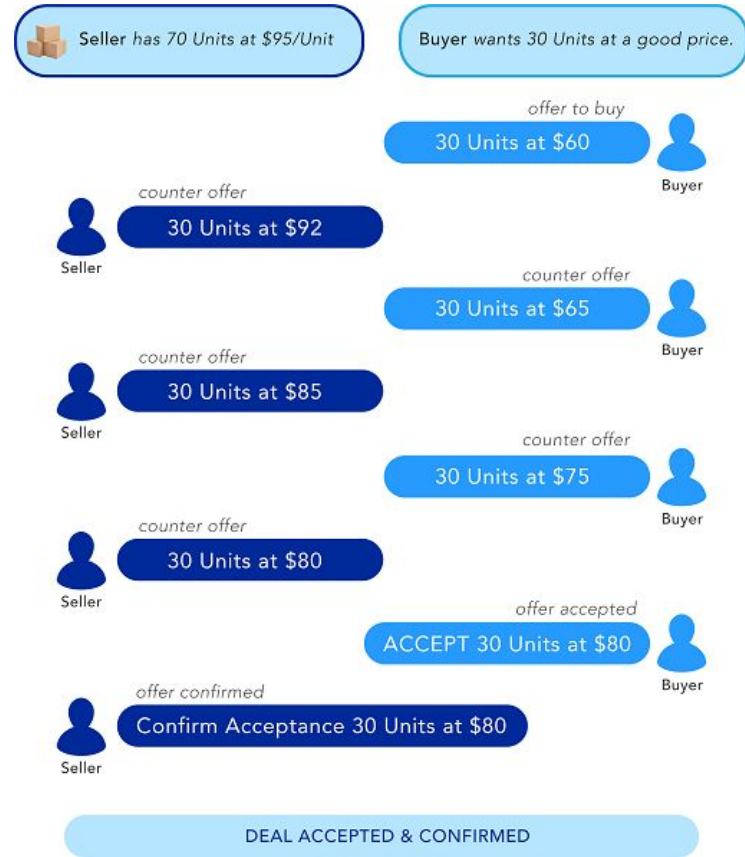 Seller has 70 Units at $95/Unit
Buyer wants 30 Units at a good price.
offer to buy
30 Units at $60
Buyer
counter offer
30 Units at $92
Seller
counter offer
30 Units at $65
Buyer
counter offer
30 Units at $85
Seller
counter offer
30 Units at $75
Buyer
counter offer
30 Units at $80
Seller
offer accepted
ACCEPT 30 Units at $80
Buyer
offer confirmed
Confirm Acceptance 30 Units at $80
Seller
DEAL ACCEPTED & CONFIRMED